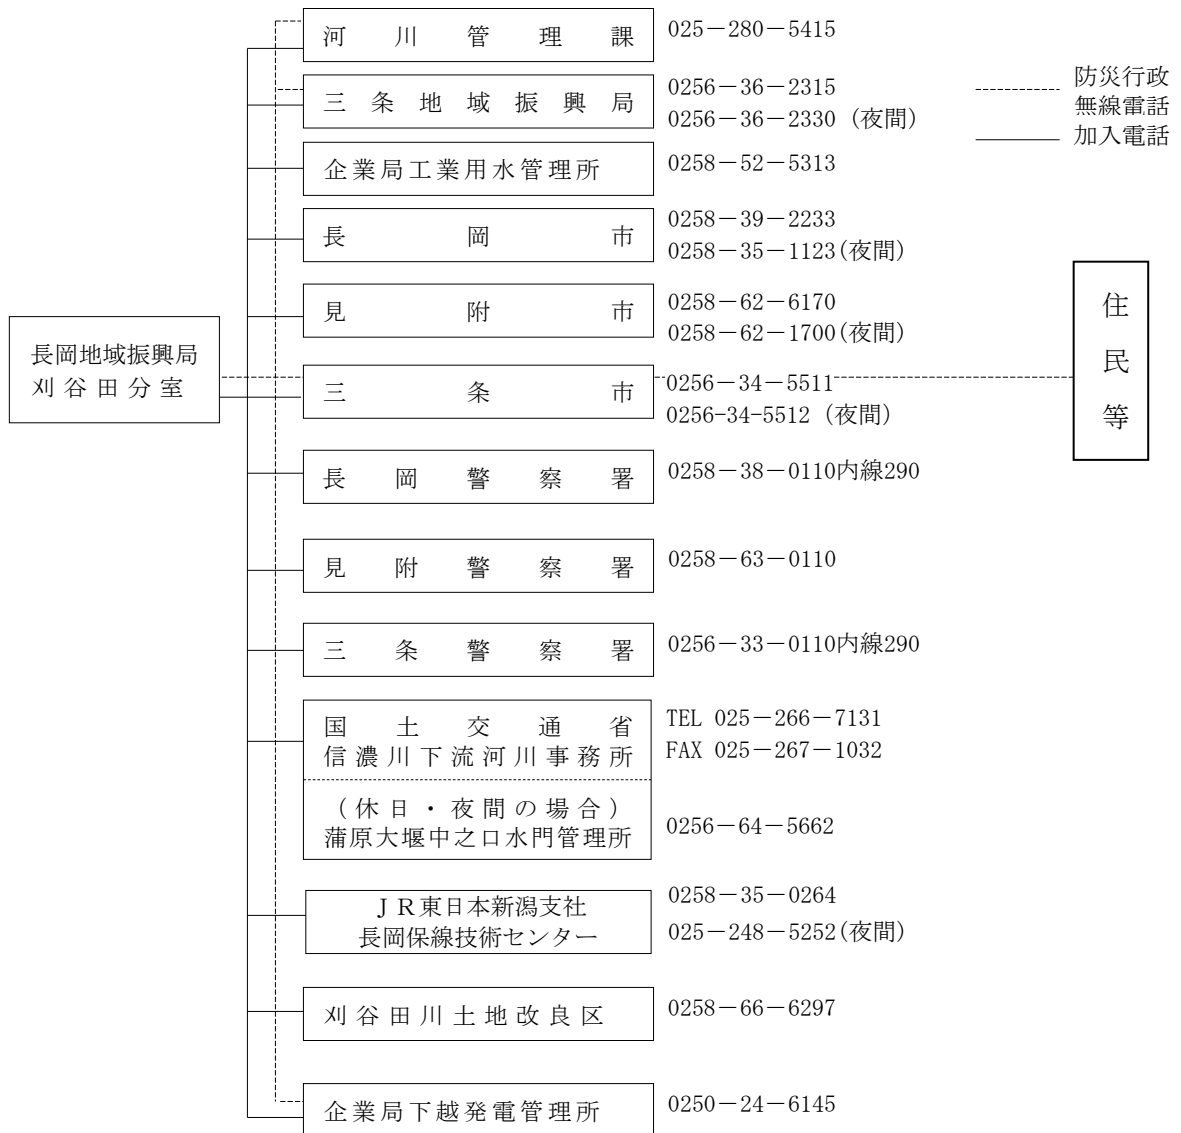 河川管理課
025－280－5415
三条地域振興局
0256－36－2315
0256－36－2330 (夜間)
防災行政
無線電話
加入電話
企業局工業用水管理所
0258－52－5313
長岡市
0258－39－2233
0258－35－1123(夜間)
見附市
0258－62－6170
0258－62－1700(夜間)
長岡地域振興局
刈谷田分室
三条市
0256－34－5511
0256-34-5512 (夜間)
住民等
長岡警察署
0258－38－0110内線290
見附警察署
0258－63－0110
三条警察署
0256－33－0110内線290
国土交通省
信濃川下流河川事務所
TEL 025－266－7131
FAX 025－267－1032
(休日・夜間の場合)
蒲原大堰中之口水門管理所
0256－64－5662
ＪＲ東日本新潟支社
長岡保線技術センター
0258－35－0264
025－248－5252(夜間)
刈谷田川土地改良区
0258－66－6297
企業局下越発電管理所
0250－24－6145